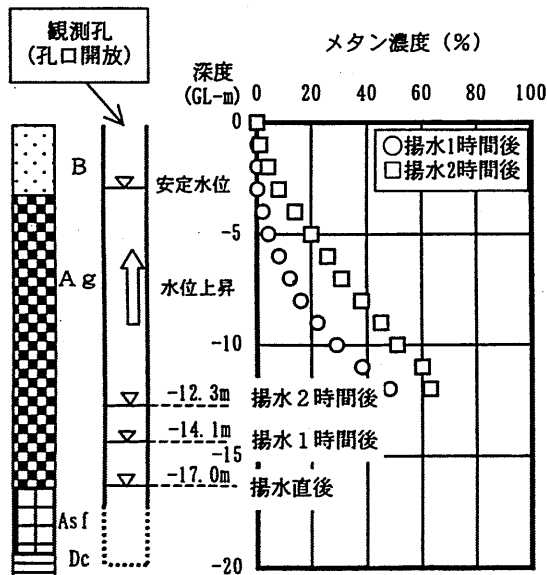 観測孔
(孔口開放)
メタン濃度 (%)
深度
(GL-m)
0 20 40 60 80 100
0
-5
-10
-15
-20
○揚水1時間後
□揚水2時間後
B
Ag
Asf
Dc
安定水位
水位上昇
-12.3m 揚水2時間後
-14.1m 揚水1時間後
-17.0m 揚水直後